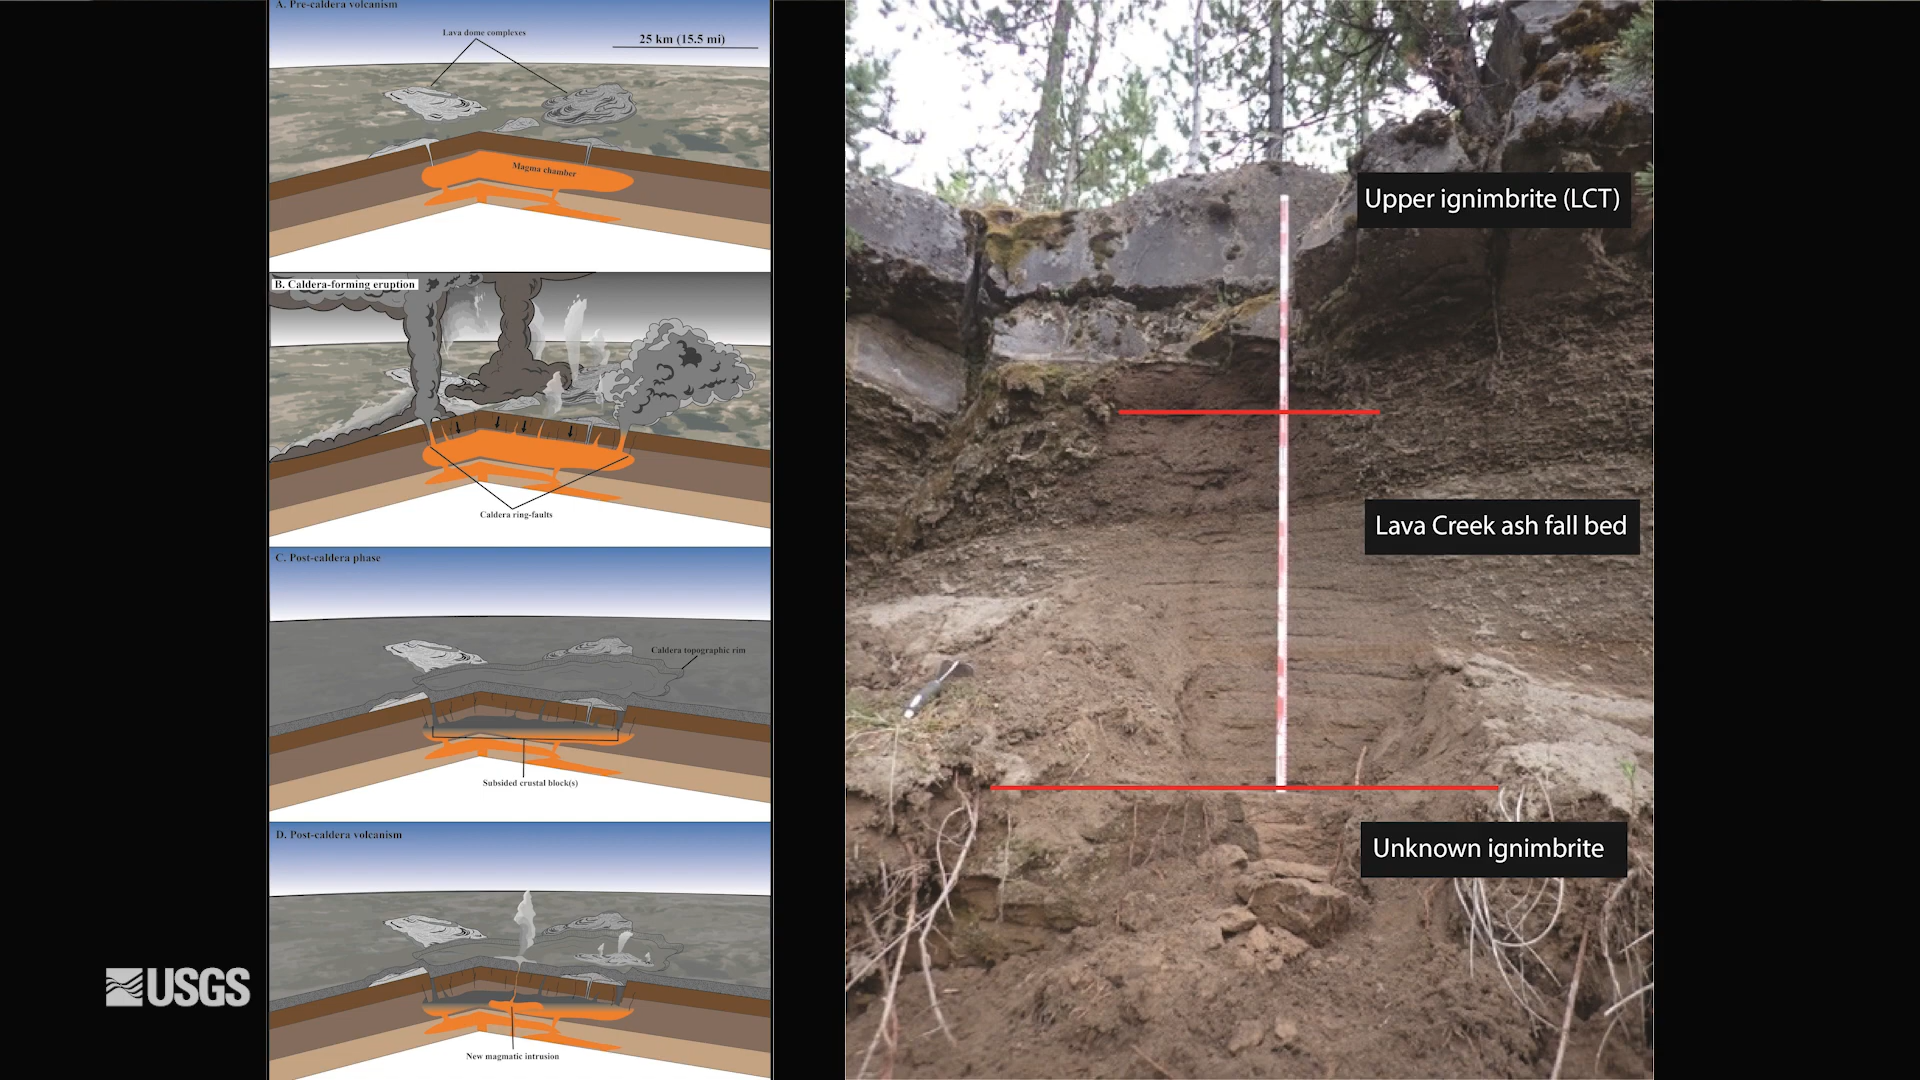 A. Pre-caldera volcanism
Lava dome complexes
25 km (15.5 mi)
Magma chamber
B. Caldera-forming eruption
Caldera ring-faults
C. Post-caldera phase
Caldera topographic rim
Subsided crustal block(s)
D. Post-caldera volcanism
New magmatic intrusion
USGS
Upper ignimbrite (LCT)
Lava Creek ash fall bed
Unknown ignimbrite